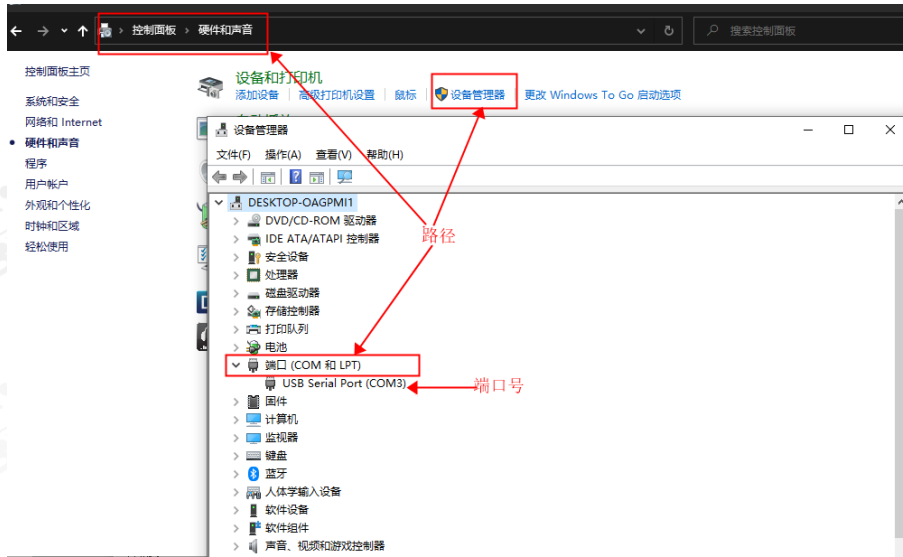 控制面板 › 硬件和声音
搜索控制面板
控制面板主页
系统和安全
网络和 Internet
硬件和声音
程序
用户帐户
外观和个性化
时钟和区域
轻松使用
设备和打印机
添加设备 | 高级打印机设置 | 鼠标 | 设备管理器 | 更改 Windows To Go 启动选项
设备管理器
文件(F) 操作(A) 查看(V) 帮助(H)
DESKTOP-OAGPMI1
DVD/CD-ROM 驱动器
IDE ATA/ATAPI 控制器
安全设备
处理器
磁盘驱动器
存储控制器
打印队列
电池
端口 (COM 和 LPT)
USB Serial Port (COM3)
固件
计算机
监视器
键盘
蓝牙
人体学输入设备
软件设备
软件组件
声音、视频和游戏控制器
路径
端口号